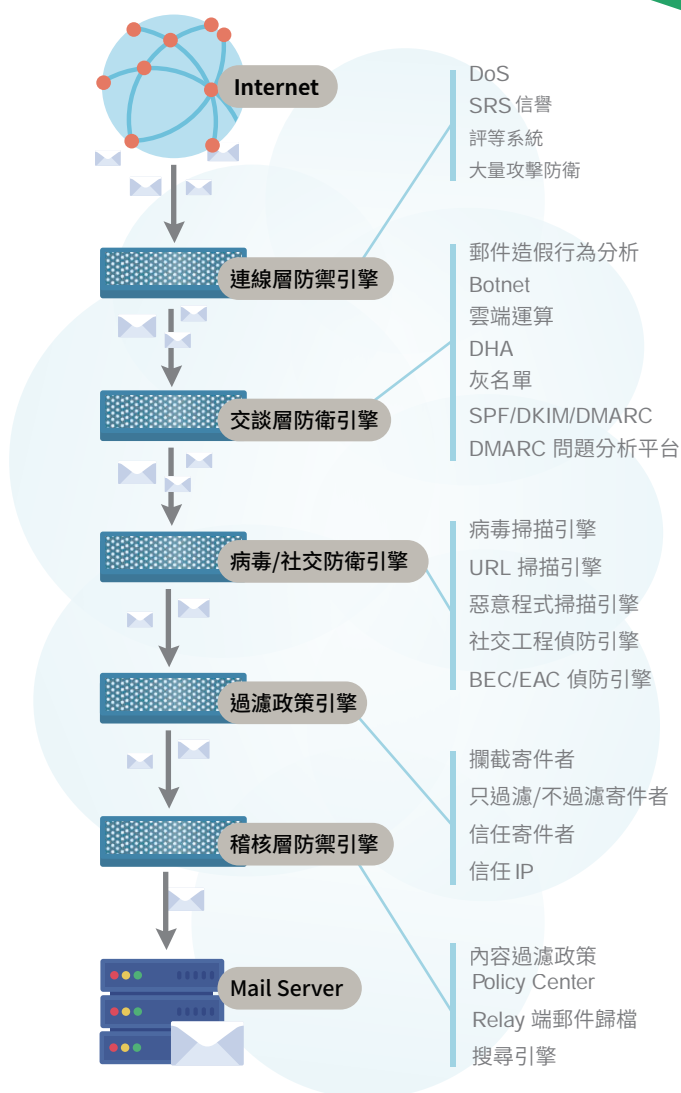 Internet
DoS
SRS 信譽
評等系統
大量攻擊防衛
連線層防禦引擎
郵件造假行為分析
Botnet
雲端運算
DHA
灰名單
SPF/DKIM/DMARC
DMARC 問題分析平台
交談層防衛引擎
病毒/社交防衛引擎
病毒掃描引擎
URL 掃描引擎
惡意程式掃描引擎
社交工程偵防引擎
BEC/EAC 偵防引擎
過濾政策引擎
攔截寄件者
只過濾/不過濾寄件者
信任寄件者
信任 IP
稽核層防禦引擎
內容過濾政策
Policy Center
Relay 端郵件歸檔
搜尋引擎
Mail Server